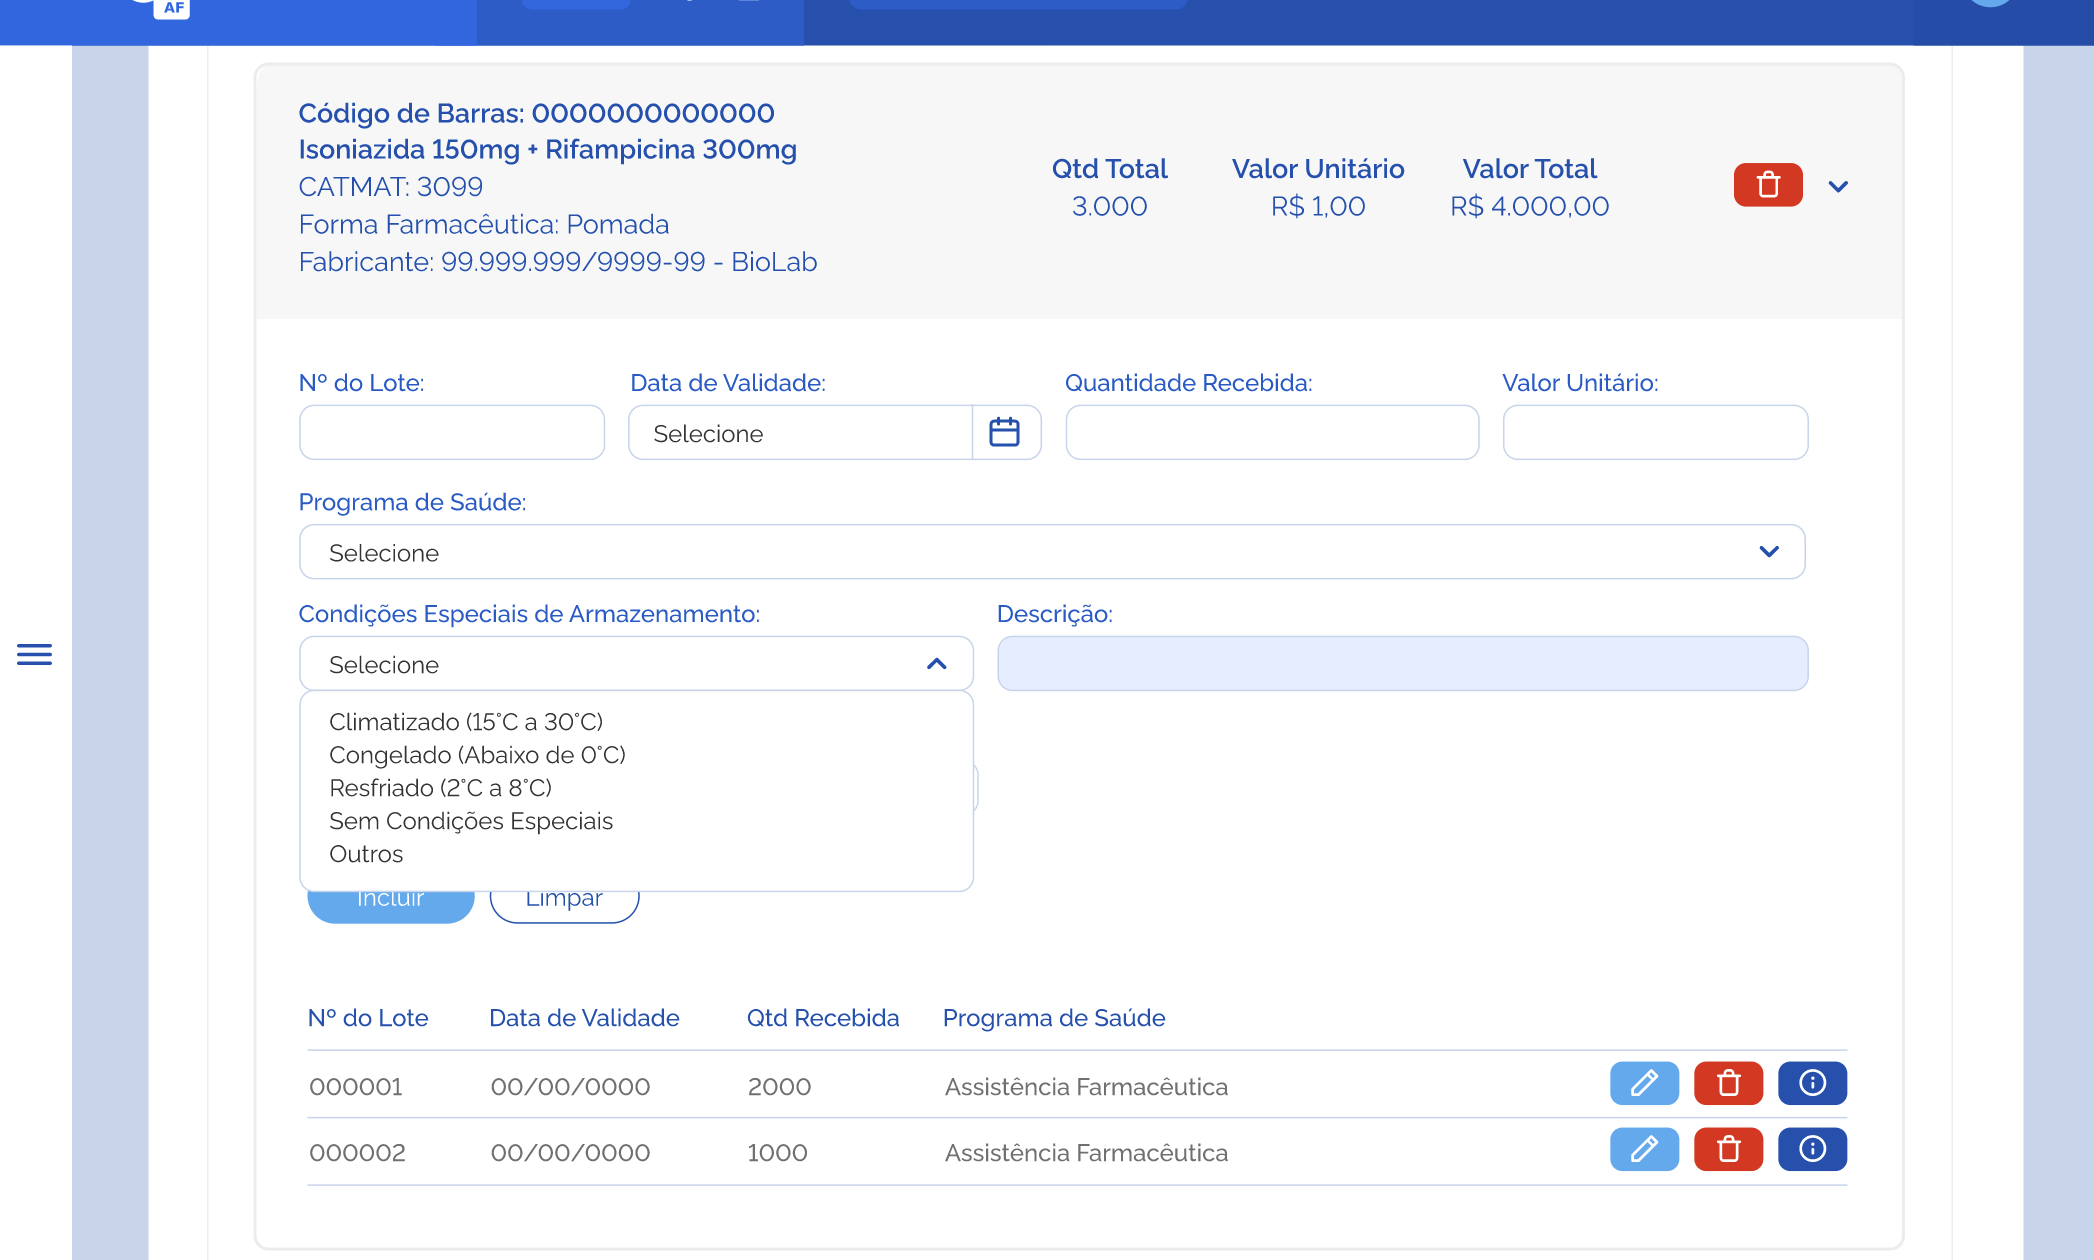 AF
Código de Barras: 0000000000000
Isoniazida 150mg + Rifampicina 300mg
CATMAT: 3099
Forma Farmacêutica: Pomada
Fabricante: 99.999.999/9999-99 - BioLab
Qtd Total Valor Unitário Valor Total
3.000 R$ 1,00 R$ 4.000,00
Nº do Lote: Data de Validade: Quantidade Recebida: Valor Unitário:
Selecione
Programa de Saúde:
Selecione
Condições Especiais de Armazenamento: Descrição:
Selecione
Climatizado (15°C a 30°C)
Congelado (Abaixo de 0°C)
Resfriado (2°C a 8°C)
Sem Condições Especiais
Outros
Incluir Limpar
Nº do Lote Data de Validade Qtd Recebida Programa de Saúde
000001 00/00/0000 2000 Assistência Farmacêutica
000002 00/00/0000 1000 Assistência Farmacêutica